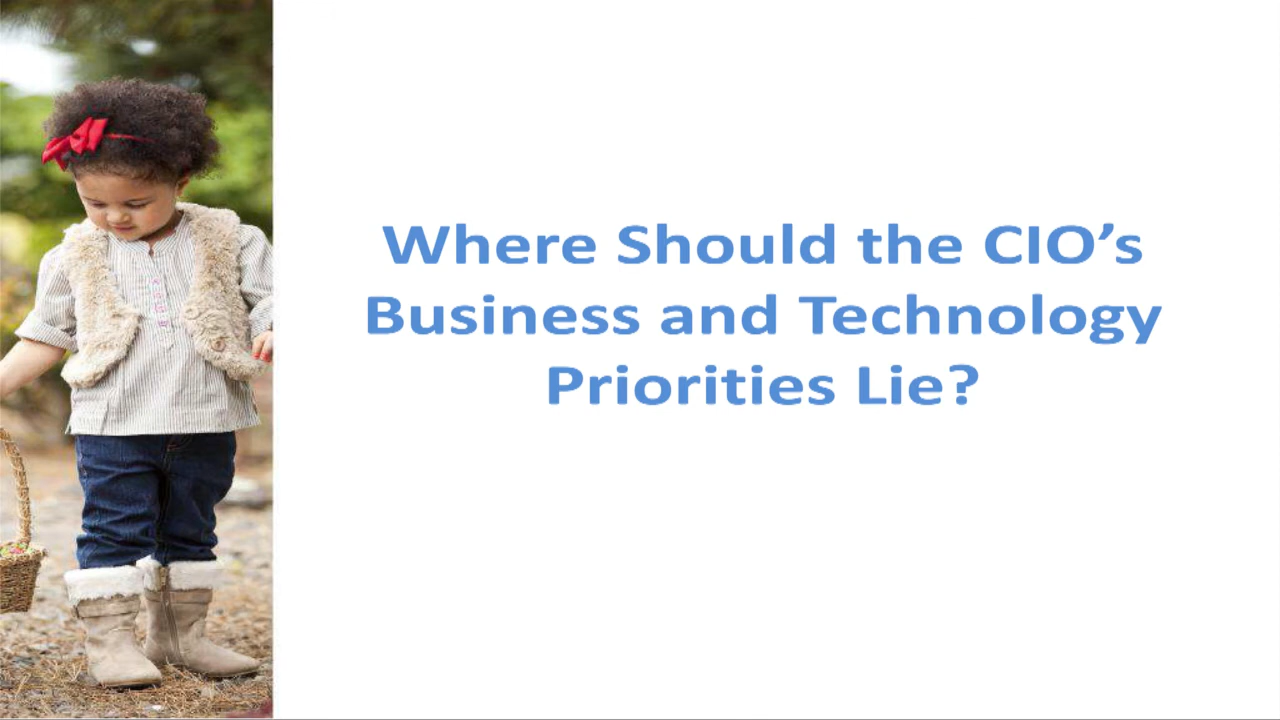 Where Should the CIO’s
Business and Technology
Priorities Lie?